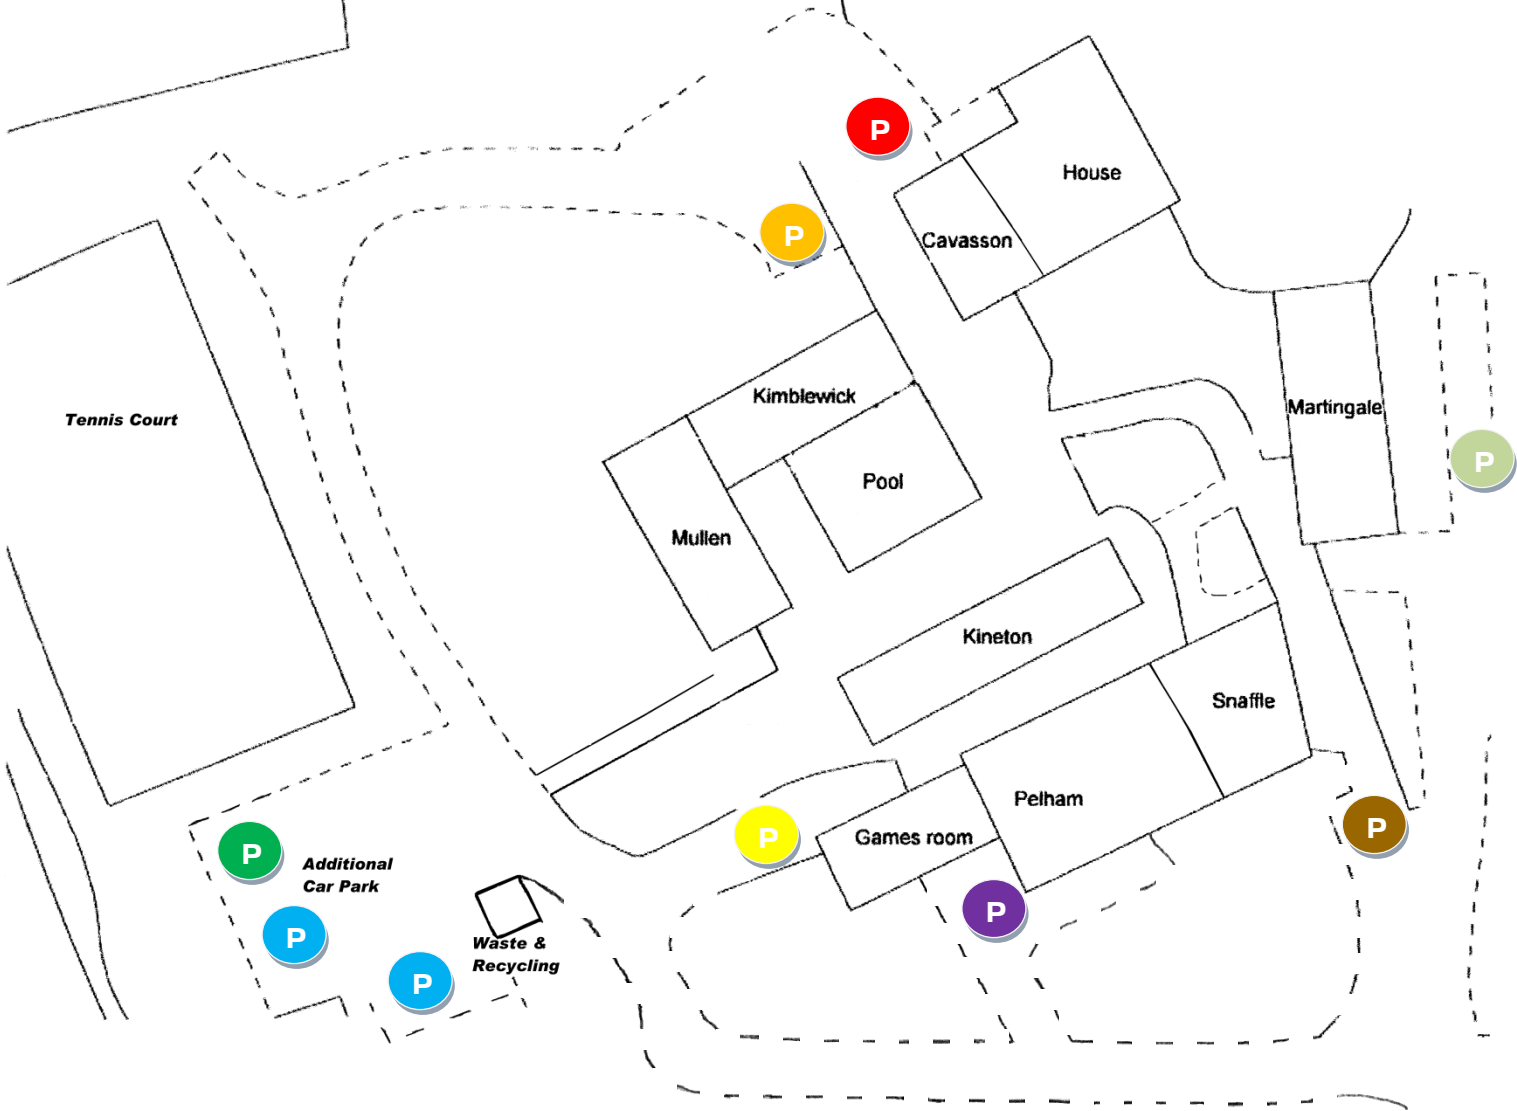 P
House
P
Cavasson
Kimblewick
Martingale
Tennis Court
P
Pool
Mullen
Kineton
Snaffle
Pelham
P
P
Games room
P
Additional
Car Park
P
P
Waste &
Recycling
P